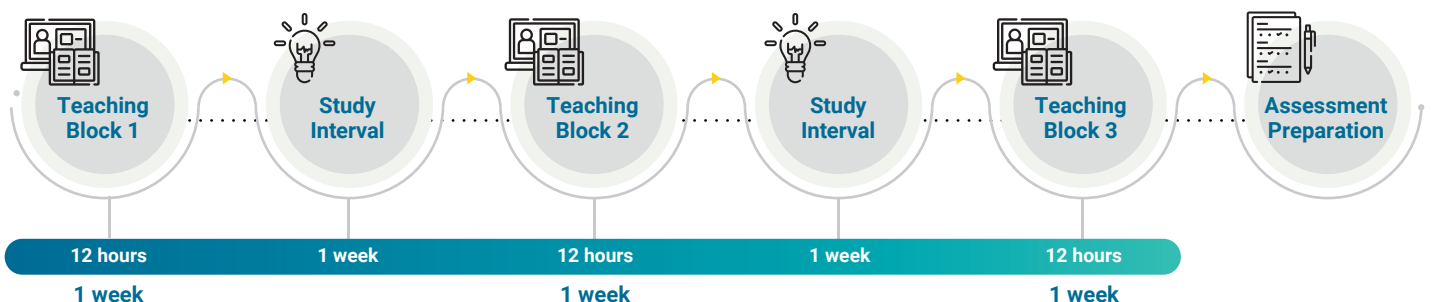 Teaching
Block 1
Study
Interval
Teaching
Block 2
Study
Interval
Teaching
Block 3
Assessment
Preparation
12 hours
1 week
12 hours
1 week
12 hours
1 week
1 week
1 week